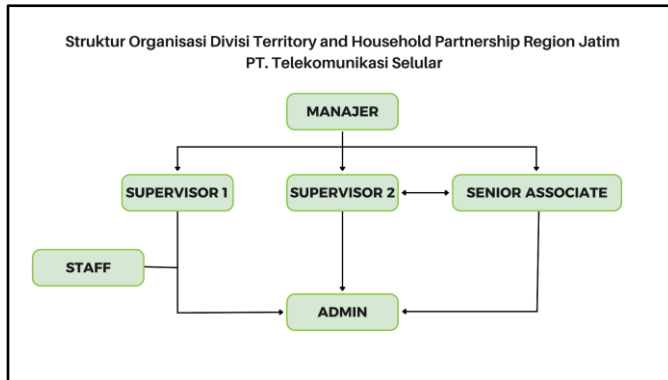 Struktur Organisasi Divisi Territory and Household Partnership Region Jatim
PT. Telekomunikasi Selular
MANAJER
SUPERVISOR 1
SUPERVISOR 2
SENIOR ASSOCIATE
STAFF
ADMIN